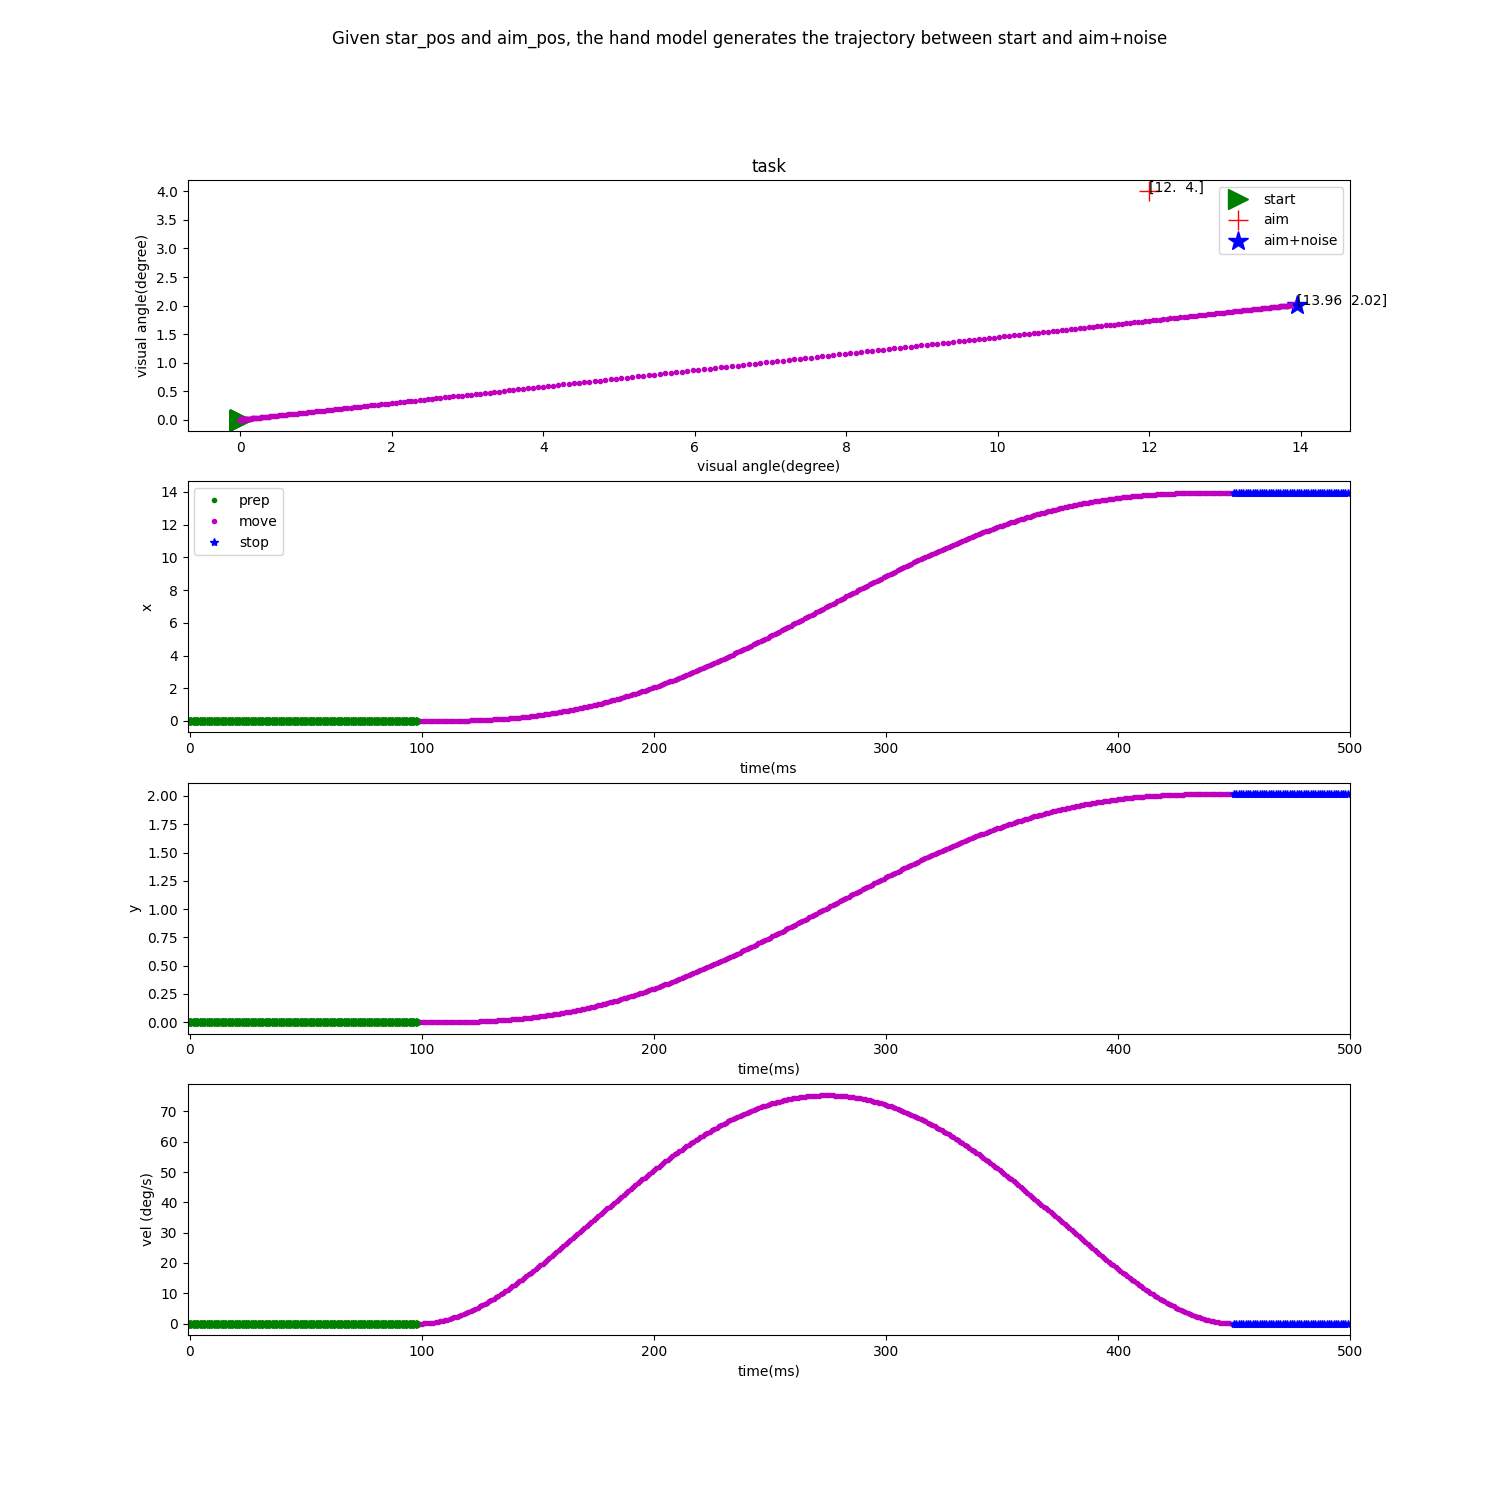 Given star_pos and aim_pos, the hand model generates the trajectory between start and aim+noise
task
4.0
3.5
3.0
2.5
2.0
1.5
1.0
0.5
0.0
visual angle(degree)
[12. 4.]
start
aim
aim+noise
[13.96 2.02]
0 2 4 6 8 10 12 14
visual angle(degree)
14
12
10
8
6
4
2
0
x
prep
move
stop
0 100 200 300 400 500
time(ms
2.00
1.75
1.50
1.25
1.00
0.75
0.50
0.25
0.00
y
0 100 200 300 400 500
time(ms)
70
60
50
40
30
20
10
0
vel (deg/s)
0 100 200 300 400 500
time(ms)